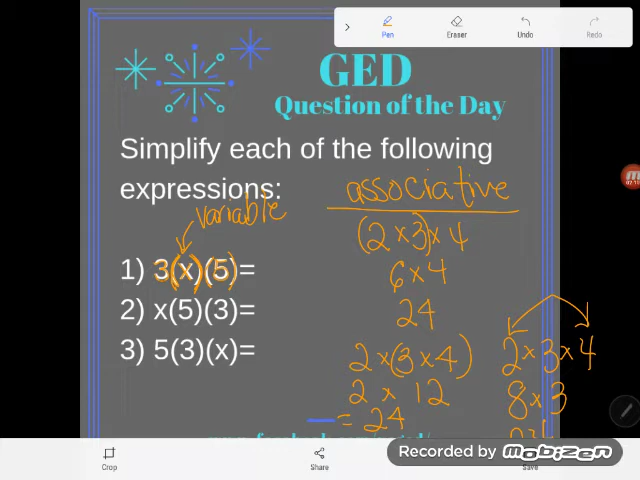 Pen
Eraser
Undo
Redo
GED
Question of the Day
Simplify each of the following
expressions:
variable
1) 3(x)(5)=
2) x(5)(3)=
3) 5(3)(x)=
associative
(2 x 3) x 4
6 x 4
24
2 x (3 x 4)
2 x 12
= 24
2 x 3 x 4
8 x 3
Recorded by mobizen
Crop
Share
Save